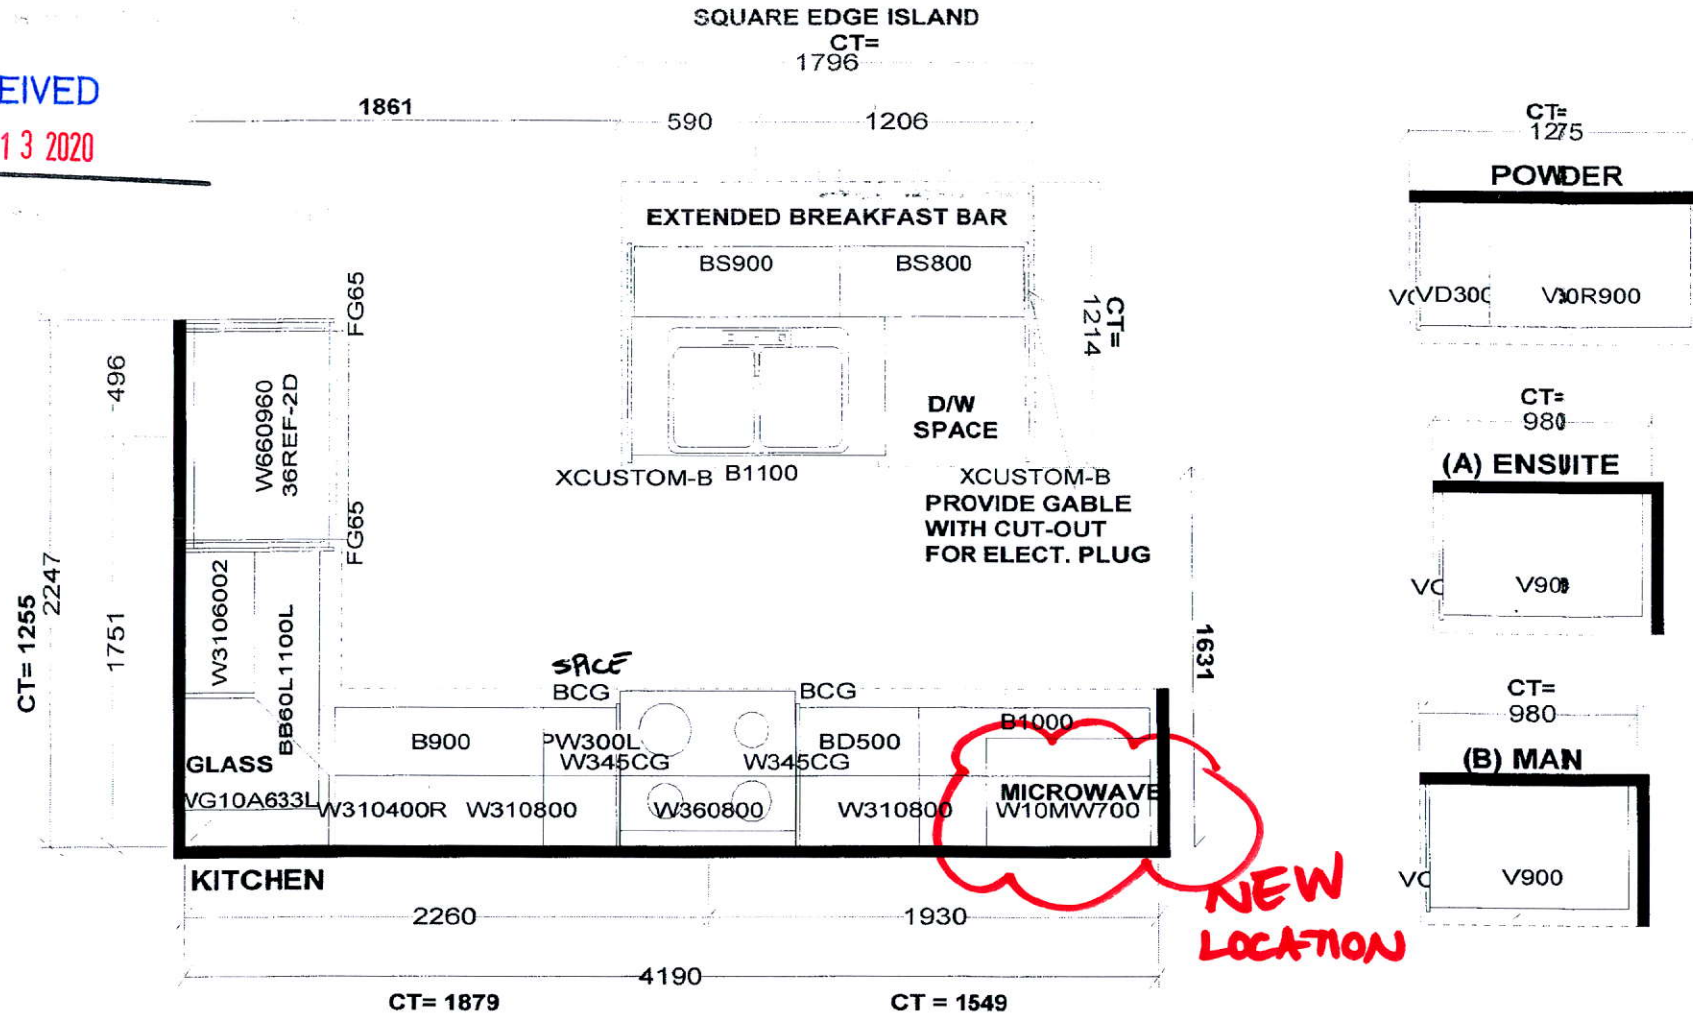 SQUARE EDGE ISLAND
CT=
1796
EIVED
13 2020
1861
590
1206
CT=
1275
POWDER
EXTENDED BREAKFAST BAR
BS900
BS800
VD300
CT=
1214
FG65
496
W660960
36REF-2D
D/W
SPACE
CT=
980
(A) ENSUITE
XCUSTOM-B
B1100
XCUSTOM-B
PROVIDE GABLE
WITH CUT-OUT
FOR ELECT. PLUG
FG65
V900
2247
CT= 1255
1751
W3106002
BB60L1100L
1631
SPICE
BCG
BCG
CT=
980
(B) MAN
B900
PW300L
W345CG
W345CG
BD500
B1000
GLASS
WG10A633L
W310400R
W310800
W360800
W310800
MICROWAVE
W10MW700
V900
KITCHEN
NEW
LOCATION
2260
1930
4190
CT= 1879
CT = 1549